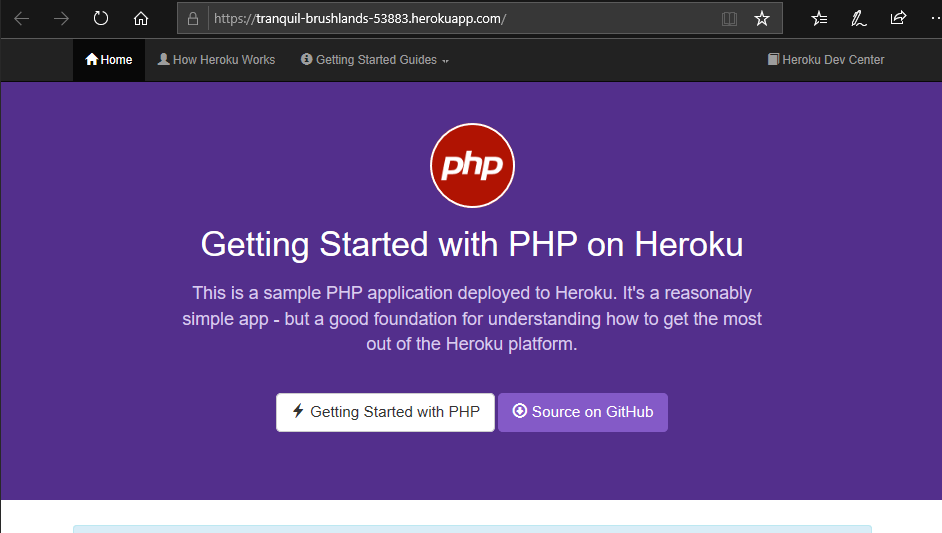 https://tranquil-brushlands-53883.herokuapp.com/
Home How Heroku Works Getting Started Guides Heroku Dev Center
php
Getting Started with PHP on Heroku
This is a sample PHP application deployed to Heroku. It's a reasonably
simple app - but a good foundation for understanding how to get the most
out of the Heroku platform.
Getting Started with PHP Source on GitHub